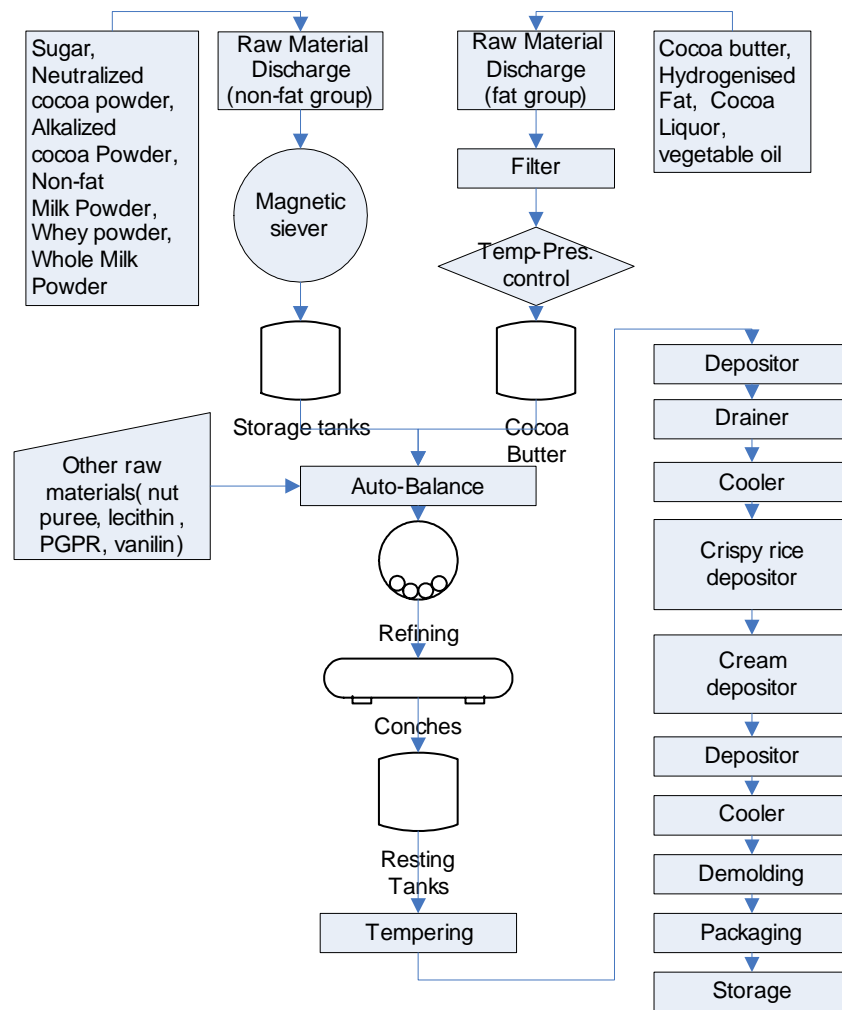 Sugar,
Neutralized
cocoa powder,
Alkalized
cocoa Powder,
Non-fat
Milk Powder,
Whey powder,
Whole Milk
Powder
Raw Material
Discharge
(non-fat group)
Raw Material
Discharge
(fat group)
Cocoa butter,
Hydrogenised
Fat, Cocoa
Liquor,
vegetable oil
Magnetic
siever
Filter
Temp-Pres.
control
Storage tanks
Cocoa
Butter
Other raw
materials( nut
puree, lecithin ,
PGPR, vanilin)
Auto-Balance
Refining
Conches
Resting
Tanks
Tempering
Depositor
Drainer
Cooler
Crispy rice
depositor
Cream
depositor
Depositor
Cooler
Demolding
Packaging
Storage